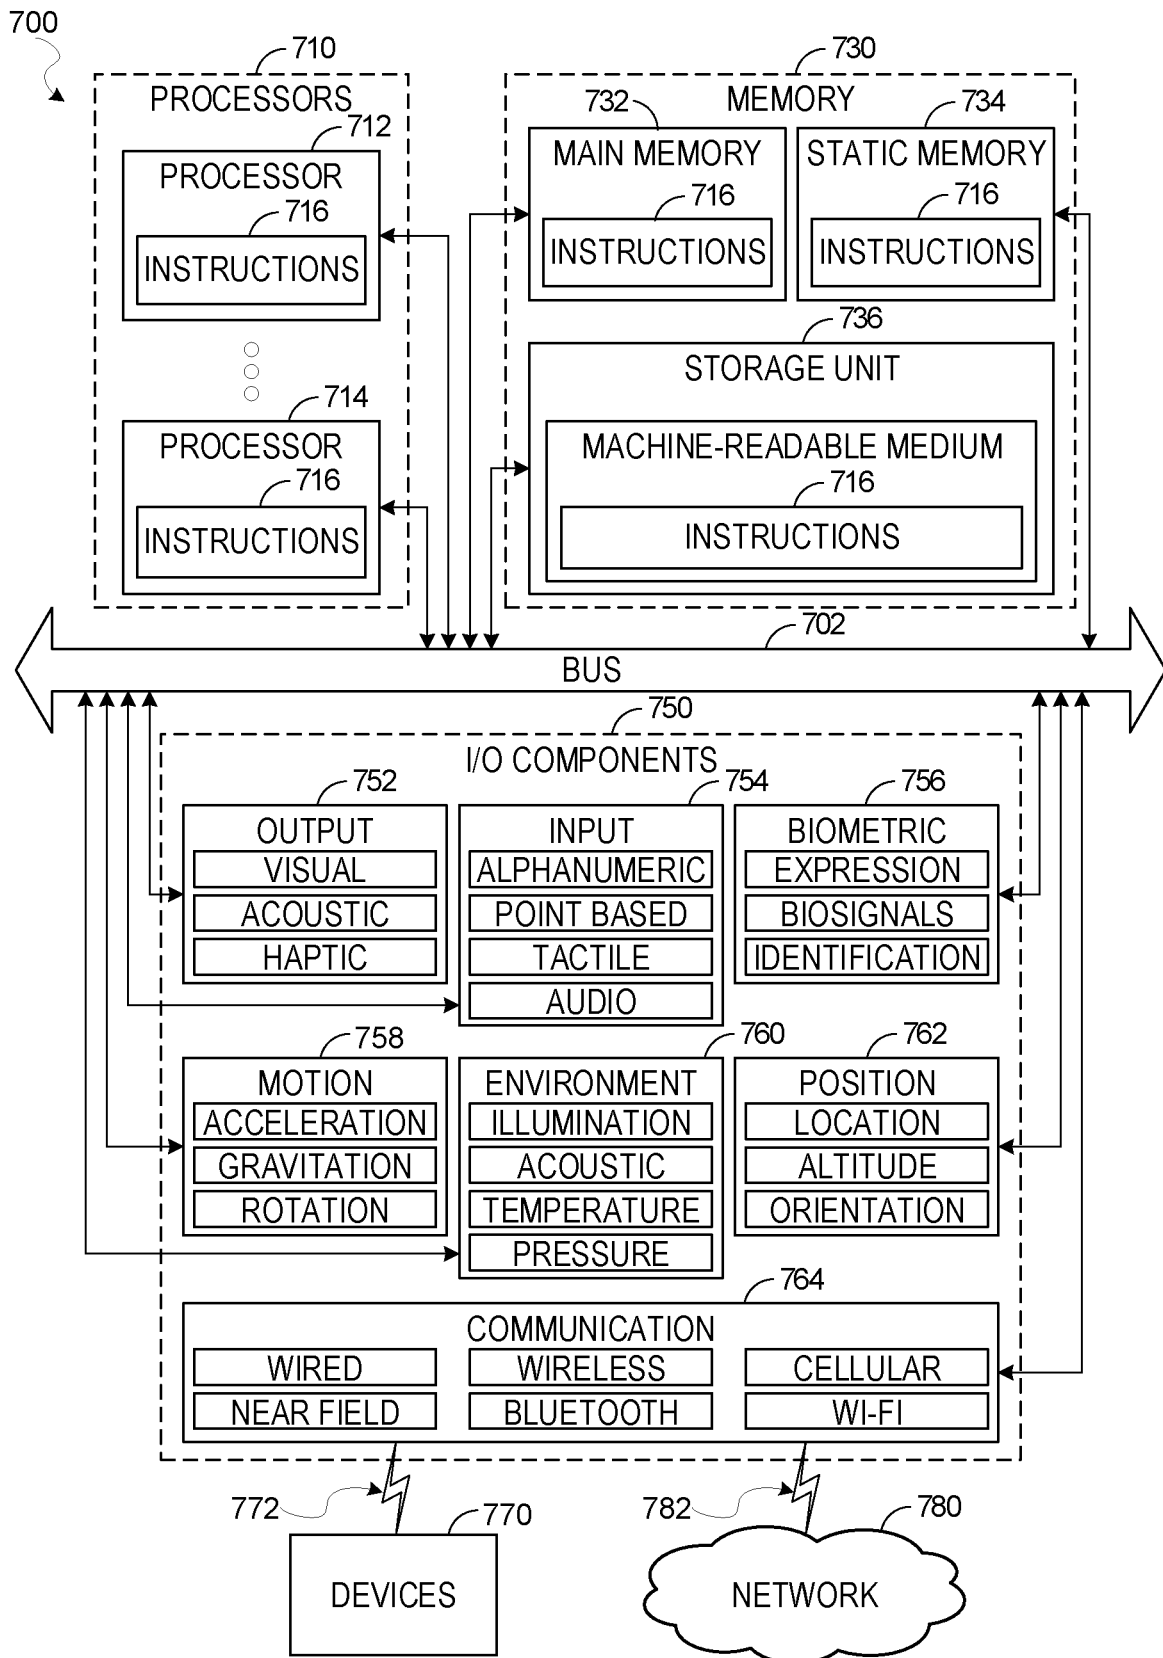 700
710
730
PROCESSORS
MEMORY
712
732
734
PROCESSOR
MAIN MEMORY
STATIC MEMORY
716
716
716
INSTRUCTIONS
INSTRUCTIONS
INSTRUCTIONS
736
STORAGE UNIT
714
PROCESSOR
MACHINE-READABLE MEDIUM
716
716
INSTRUCTIONS
INSTRUCTIONS
702
BUS
750
I/O COMPONENTS
752
754
756
OUTPUT
INPUT
BIOMETRIC
VISUAL
ALPHANUMERIC
EXPRESSION
ACOUSTIC
POINT BASED
BIOSIGNALS
HAPTIC
TACTILE
IDENTIFICATION
AUDIO
758
760
762
MOTION
ENVIRONMENT
POSITION
ACCELERATION
ILLUMINATION
LOCATION
GRAVITATION
ACOUSTIC
ALTITUDE
ROTATION
TEMPERATURE
ORIENTATION
PRESSURE
764
COMMUNICATION
WIRED
WIRELESS
CELLULAR
NEAR FIELD
BLUETOOTH
WI-FI
772
770
782
780
DEVICES
NETWORK